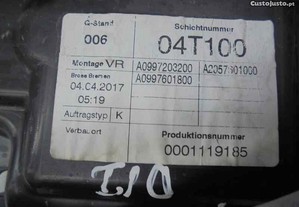 CustoJusto.pt
G-Stand
Schichtnummer
006
04T100
Montage VR
A0997203200
A2057901000
Brose Bremen
A0997601800
04.04.2017
05:19
Auftragstyp K
Verbauort
Produktionsnummer
0001119185